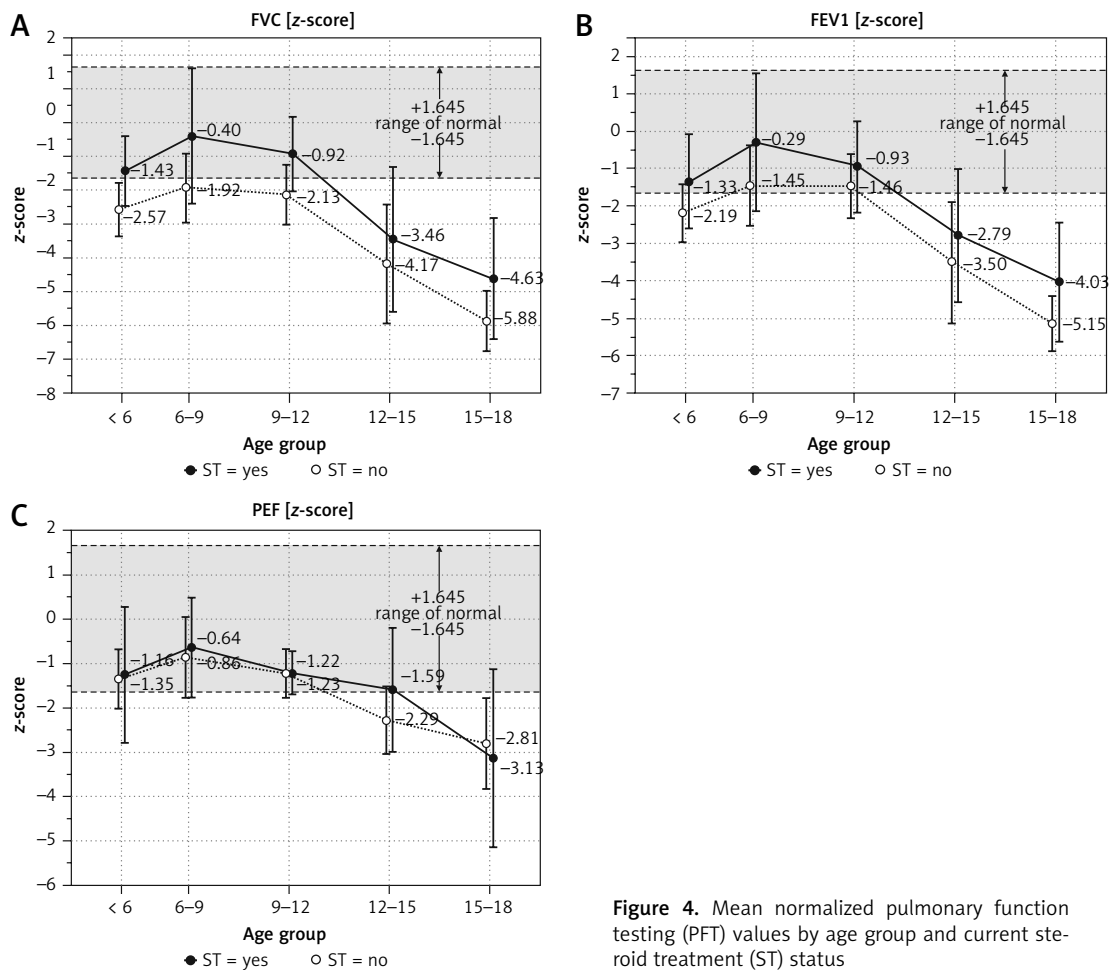 A
FVC [z-score]
2
1
0
−1
−2
−3
−4
−5
−6
−7
−8
z-score
+1.645
range of normal
−1.645
−0.40
−0.92
−1.43
−1.92
−2.13
−2.57
−3.46
−4.17
−4.63
−5.88
< 6 6–9 9–12 12–15 15–18
Age group
ST = yes ST = no
B
FEV1 [z-score]
2
1
0
−1
−2
−3
−4
−5
−6
−7
z-score
+1.645
range of normal
−1.645
−0.29
−0.93
−1.33
−1.45
−1.46
−2.19
−2.79
−3.50
−4.03
−5.15
< 6 6–9 9–12 12–15 15–18
Age group
ST = yes ST = no
C
PEF [z-score]
2
1
0
−1
−2
−3
−4
−5
−6
z-score
+1.645
range of normal
−1.645
−0.64
−1.16
−0.86
−1.22
−1.35
−1.23
−1.59
−2.29
−2.81
−3.13
< 6 6–9 9–12 12–15 15–18
Age group
ST = yes ST = no
Figure 4. Mean normalized pulmonary function
testing (PFT) values by age group and current ste-
roid treatment (ST) status